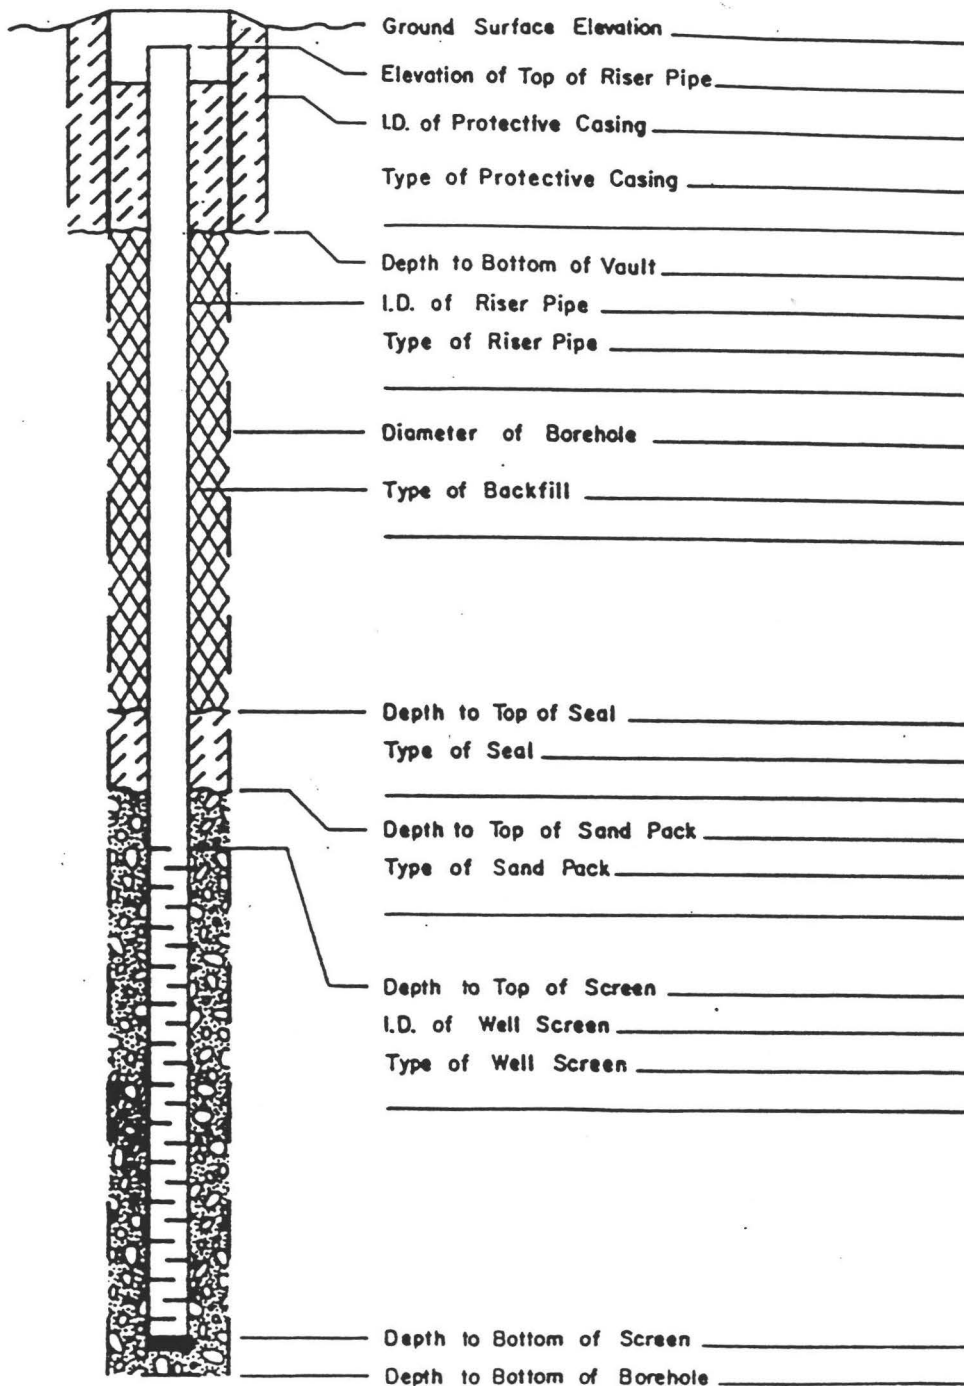 Ground Surface Elevation
Elevation of Top of Riser Pipe
I.D. of Protective Casing
Type of Protective Casing
Depth to Bottom of Vault
I.D. of Riser Pipe
Type of Riser Pipe
Diameter of Borehole
Type of Backfill
Depth to Top of Seal
Type of Seal
Depth to Top of Sand Pack
Type of Sand Pack
Depth to Top of Screen
I.D. of Well Screen
Type of Well Screen
Depth to Bottom of Screen
Depth to Bottom of Borehole